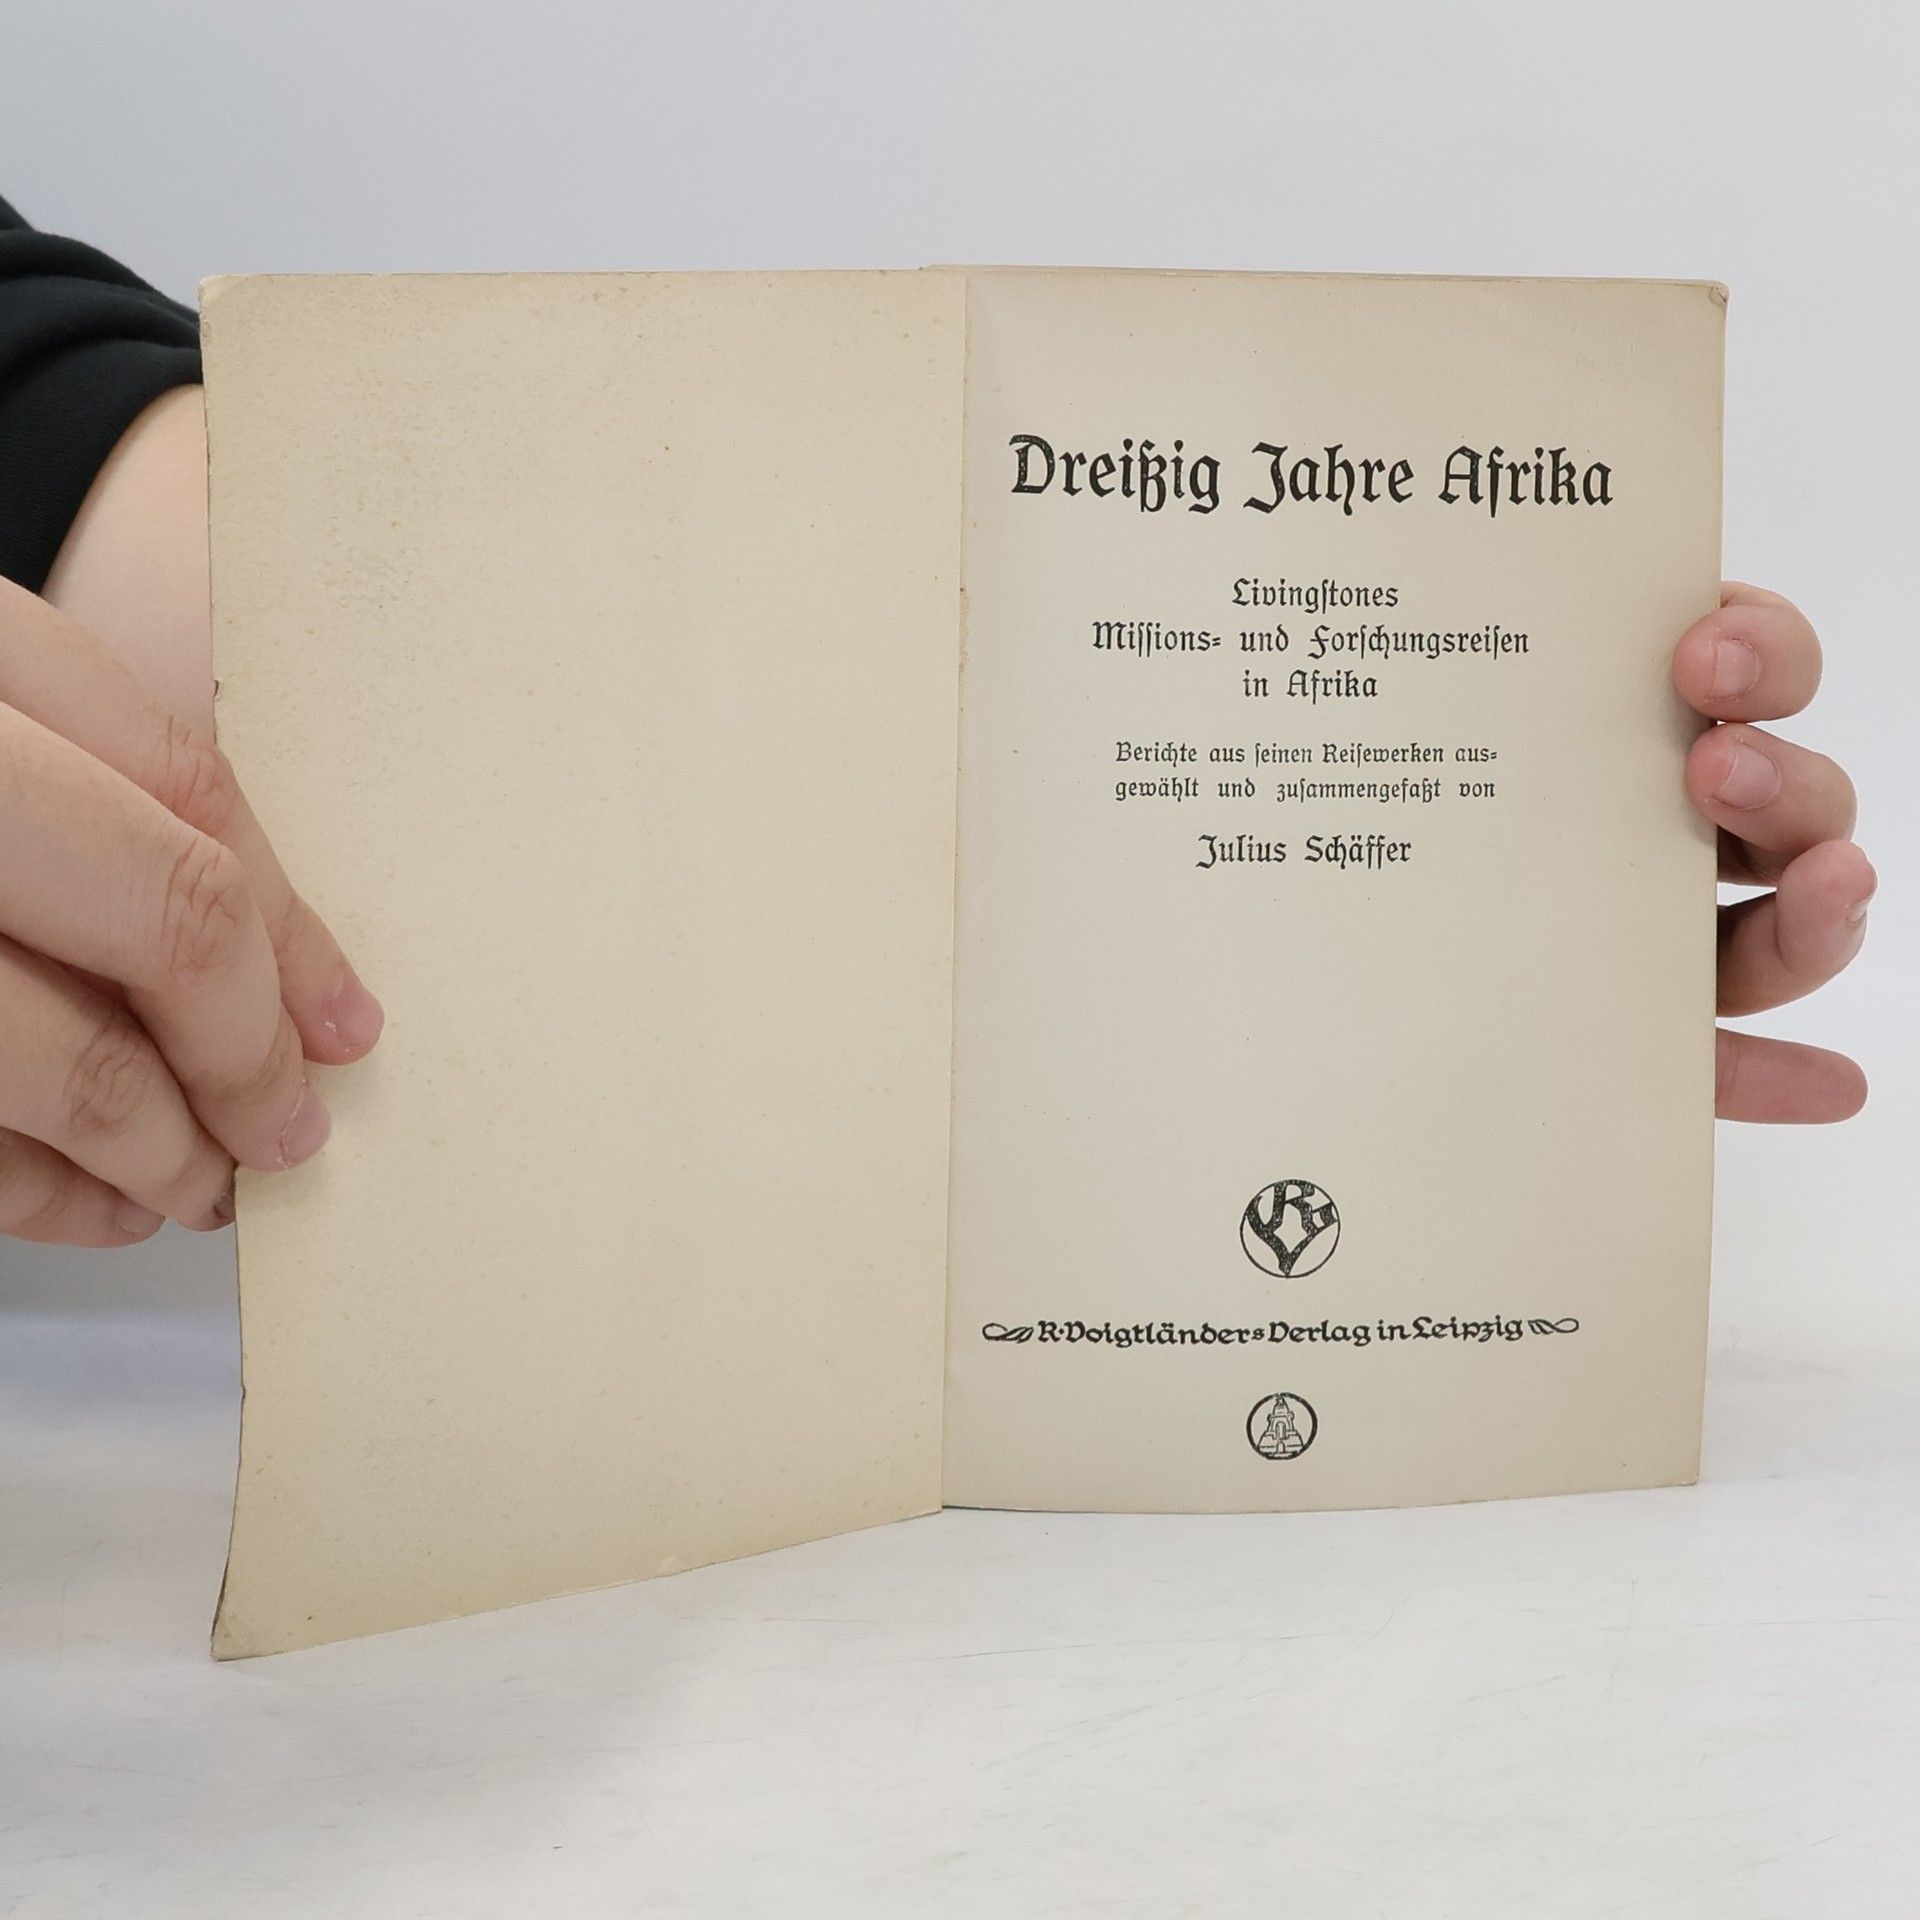 Dreißig Jahre Afrika
Livingſtones
Miſſions- und Forſchungsreiſen
in Afrika
Berichte aus ſeinen Reiſewerken aus-
gewählt und zuſammengefaßt von
Julius Schäffer
RV
R. Voigtländers Verlag in Leipzig